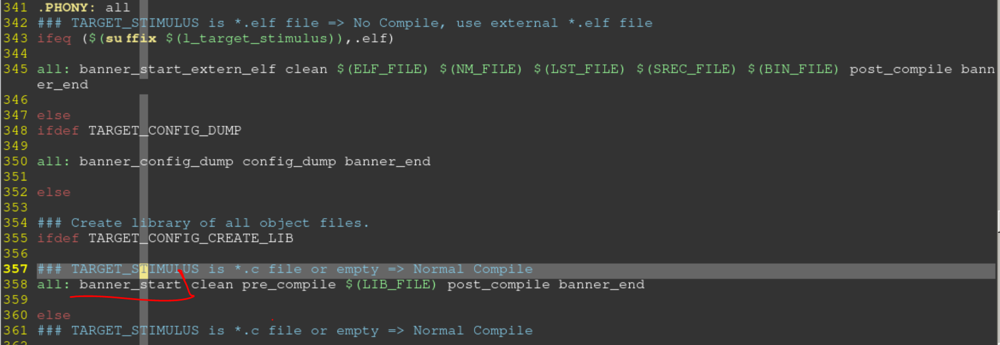 341 .PHONY: all
342 ### TARGET_STIMULUS is *.elf file => No Compile, use external *.elf file
343 ifeq ($(suffix $(l_target_stimulus)),.elf)
344
345 all: banner_start_extern_elf clean $(ELF_FILE) $(NM_FILE) $(LST_FILE) $(SREC_FILE) $(BIN_FILE) post_compile bann
er_end
346
347 else
348 ifdef TARGET_CONFIG_DUMP
349
350 all: banner_config_dump config_dump banner_end
351
352 else
353
354 ### Create library of all object files.
355 ifdef TARGET_CONFIG_CREATE_LIB
356
357 ### TARGET_STIMULUS is *.c file or empty => Normal Compile
358 all: banner_start clean pre_compile $(LIB_FILE) post_compile banner_end
359
360 else
361 ### TARGET_STIMULUS is *.c file or empty => Normal Compile